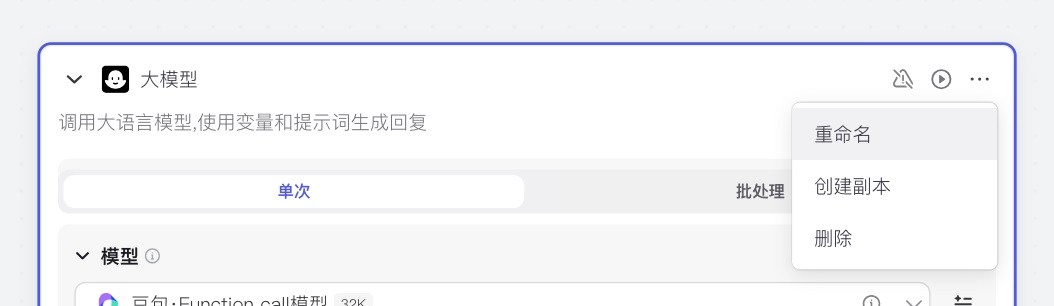 大模型
调用大语言模型,使用变量和提示词生成回复
重命名
单次
批处理
创建副本
删除
模型
豆包·Function call模型 32K